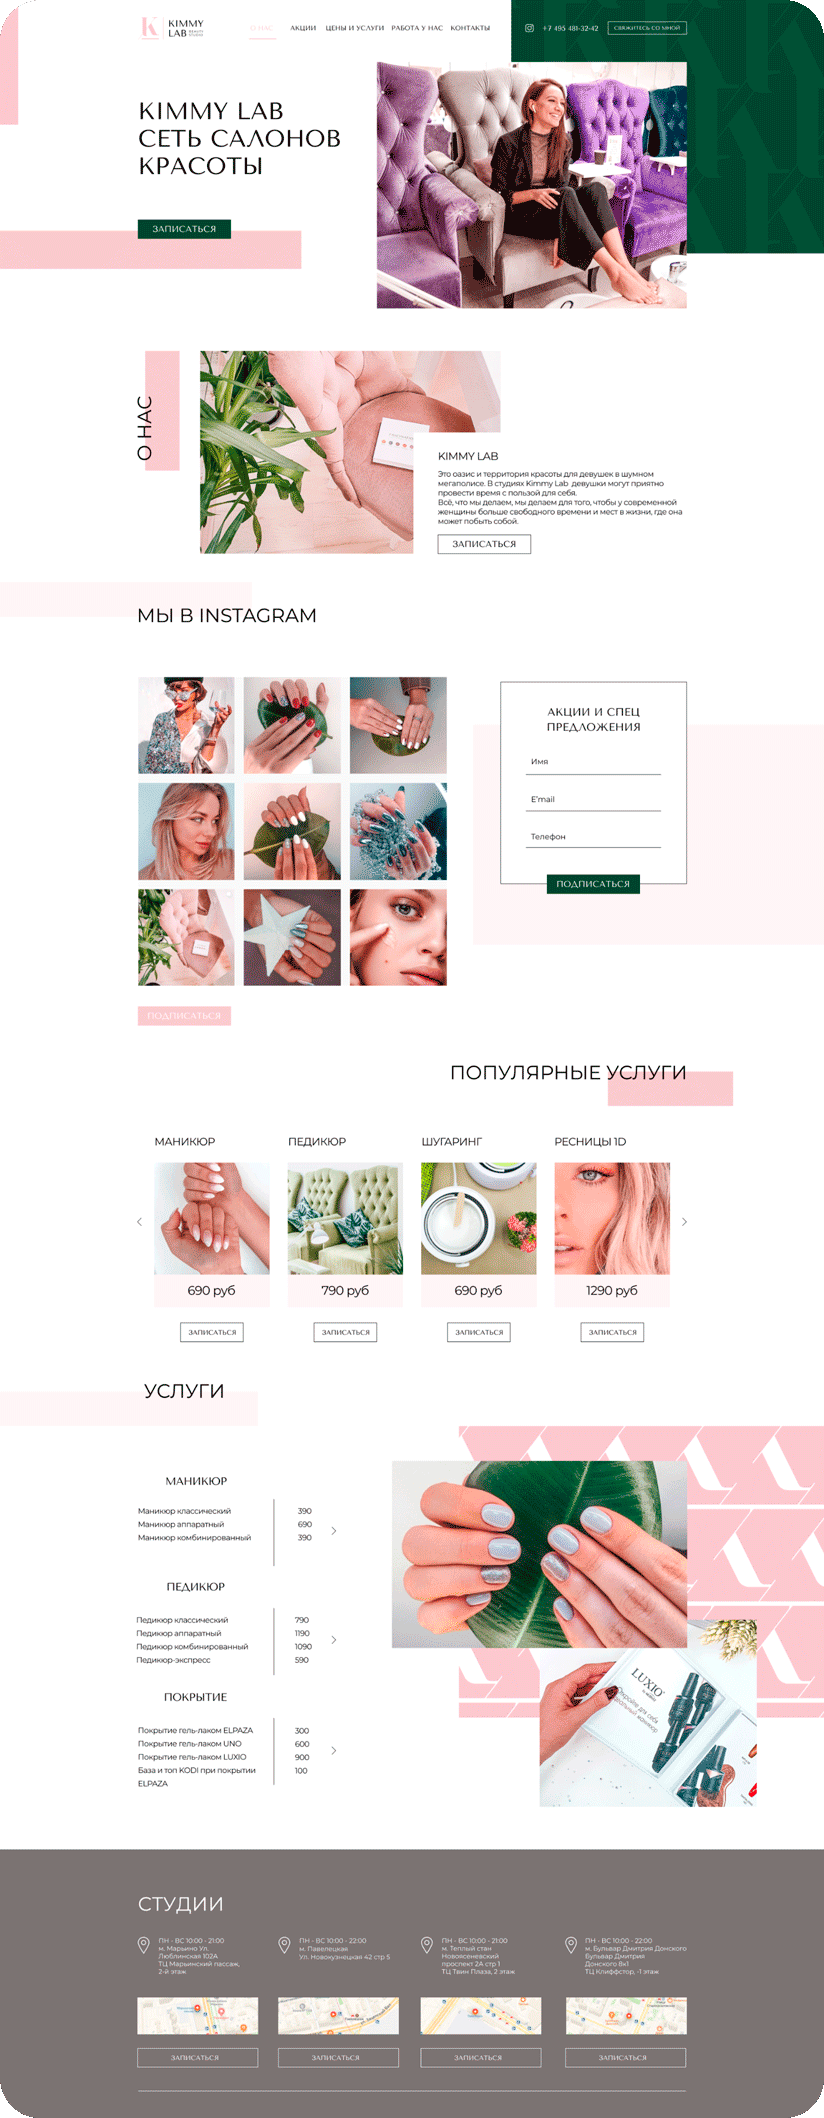 KIMMY
LAB BEAUTY STUDIO
О НАС
АКЦИИ
ЦЕНЫ И УСЛУГИ
РАБОТА У НАС
КОНТАКТЫ
+7 495 481-32-42
СВЯЖИТЕСЬ СО МНОЙ
KIMMY LAB
СЕТЬ САЛОНОВ
КРАСОТЫ
ЗАПИСАТЬСЯ
О НАС
KIMMY LAB
Это оазис и территория красоты для девушек в шумном
мегаполисе. В студиях Kimmy Lab девушки могут приятно
провести время с пользой для себя.
Всё, что мы делаем, мы делаем для того, чтобы у современной
женщины больше свободного времени и мест в жизни, где она
может побыть собой.
ЗАПИСАТЬСЯ
МЫ В INSTAGRAM
АКЦИИ И СПЕЦ
ПРЕДЛОЖЕНИЯ
Имя
E'mail
Телефон
ПОДПИСАТЬСЯ
ПОДПИСАТЬСЯ
ПОПУЛЯРНЫЕ УСЛУГИ
МАНИКЮР
ПЕДИКЮР
ШУГАРИНГ
РЕСНИЦЫ 1D
690 руб
790 руб
690 руб
1290 руб
ЗАПИСАТЬСЯ
ЗАПИСАТЬСЯ
ЗАПИСАТЬСЯ
ЗАПИСАТЬСЯ
УСЛУГИ
МАНИКЮР
Маникюр классический 390
Маникюр аппаратный 690
Маникюр комбинированный 390
ПЕДИКЮР
Педикюр классический 790
Педикюр аппаратный 1190
Педикюр комбинированный 1090
Педикюр-экспресс 590
ПОКРЫТИЕ
Покрытие гель-лаком ELPAZA 300
Покрытие гель-лаком UNO 600
Покрытие гель-лаком LUXIO 900
База и топ KODI при покрытии 100
ELPAZA
LUXIO
Откройте для себя
идеальный маникюр
СТУДИИ
ПН - ВС 10:00 - 21:00
м. Марьино Ул.
Люблинская 102А
ТЦ Марьинский пассаж,
2-й этаж
ПН - ВС 10:00 - 22:00
м. Павелецкая
Ул. Новокузнецкая 42 стр 5
ПН - ВС 10:00 - 21:00
м. Теплый стан
Новоясеневский
проспект 2А стр 1
ТЦ Твин Плаза, 2 этаж
ПН - ВС 10:00 - 22:00
м. Бульвар Дмитрия Донского
Бульвар Дмитрия
Донского 8к1
ТЦ Клиффстор, -1 этаж
ЗАПИСАТЬСЯ
ЗАПИСАТЬСЯ
ЗАПИСАТЬСЯ
ЗАПИСАТЬСЯ